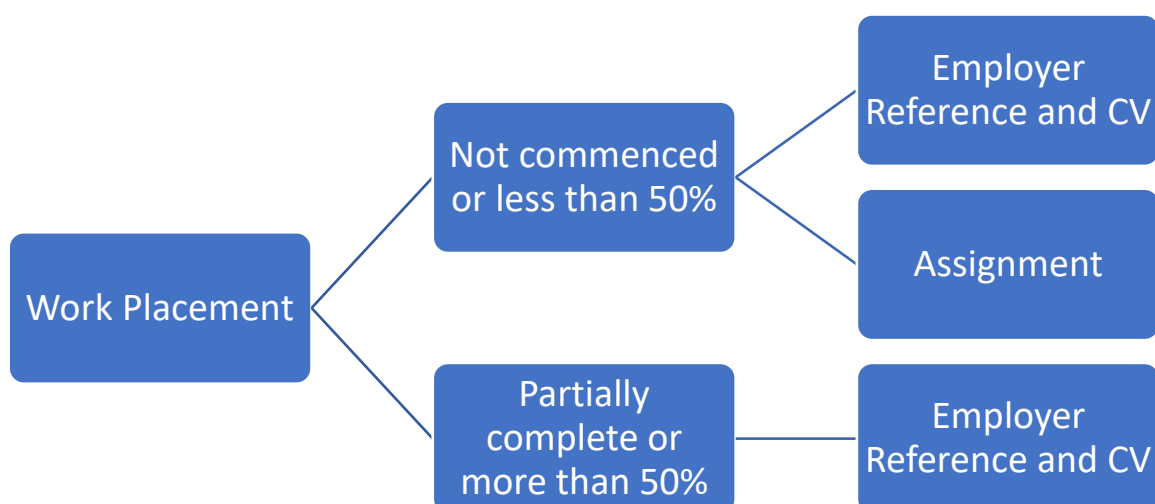 Work Placement
Not commenced
or less than 50%
Employer
Reference and CV
Assignment
Partially
complete or
more than 50%
Employer
Reference and CV